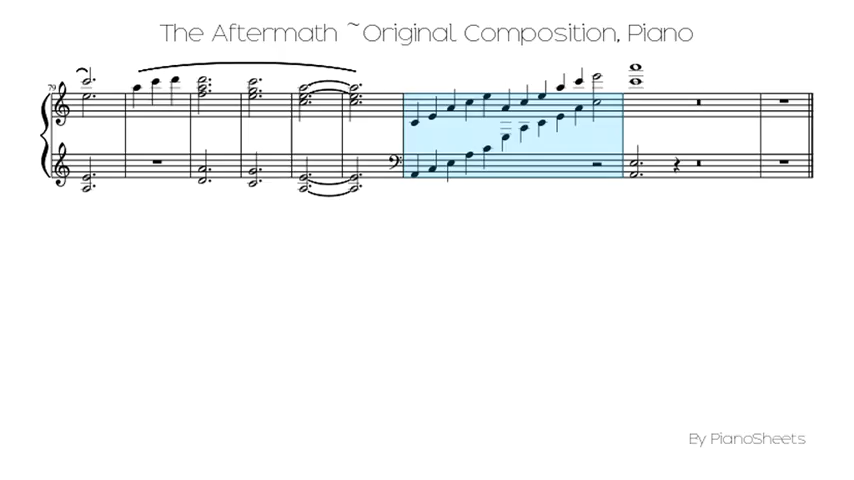 The Aftermath ~Original Composition, Piano
79
By PianoSheets